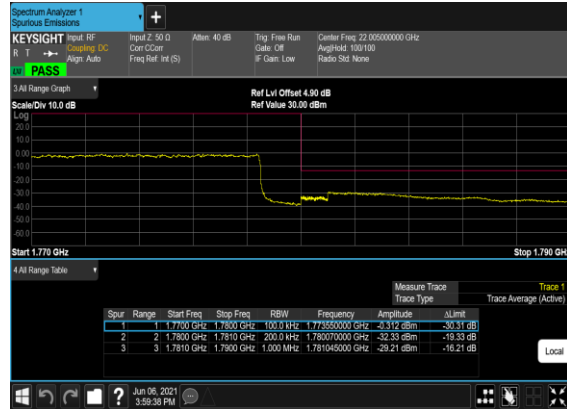 Spectrum Analyzer 1
Spurious Emissions
+
KEYSIGHT Input: RF Input Z: 50 Ω Atten: 40 dB Trig: Free Run Center Freq: 22.005000000 GHz
R T Coupling: DC Corr CCorr Gate: Off Avg|Hold: 100/100
Align: Auto Freq Ref: Int (S) IF Gain: Low Radio Std: None
PASS
3 All Range Graph
Ref Lvl Offset 4.90 dB
Scale/Div 10.0 dB Ref Value 30.00 dBm
Log
20.0
10.0
0.00
-10.0
-20.0
-30.0
-40.0
-50.0
-60.0
Start 1.770 GHz Stop 1.790 GH
4 All Range Table
Measure Trace Trace 1
Trace Type Trace Average (Active)
Spur Range Start Freq Stop Freq RBW Frequency Amplitude ΔLimit
1 1 1.7700 GHz 1.7800 GHz 100.0 kHz 1.773550000 GHz -0.312 dBm -30.31 dB
2 2 1.7800 GHz 1.7810 GHz 200.0 kHz 1.780070000 GHz -32.33 dBm -19.33 dB
3 3 1.7810 GHz 1.7900 GHz 1.000 MHz 1.781045000 GHz -29.21 dBm -16.21 dB
Local
? Jun 06, 2021
3:59:38 PM